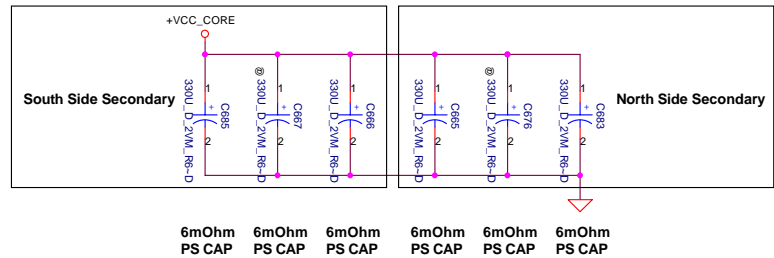 +VCC_CORE
South Side Secondary
North Side Secondary
330U_D_2VM_R6~D
1
+
2
C685
@
330U_D_2VM_R6~D
1
+
2
C667
330U_D_2VM_R6~D
1
+
2
C666
330U_D_2VM_R6~D
1
+
2
C665
@
330U_D_2VM_R6~D
1
+
2
C676
330U_D_2VM_R6~D
1
+
2
C683
6mOhm
PS CAP
6mOhm
PS CAP
6mOhm
PS CAP
6mOhm
PS CAP
6mOhm
PS CAP
6mOhm
PS CAP